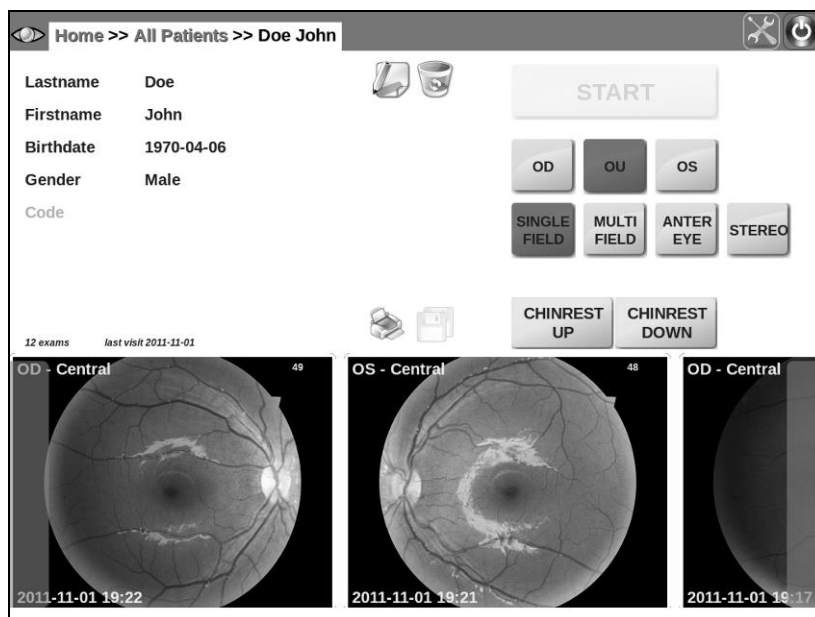 Home >> All Patients >> Doe John
Lastname Doe
Firstname John
Birthdate 1970-04-06
Gender Male
Code
12 exams last visit 2011-11-01
START
OD OU OS
SINGLE FIELD MULTI FIELD ANTER EYE STEREO
CHINREST UP CHINREST DOWN
OD - Central 49
2011-11-01 19:22
OS - Central 48
2011-11-01 19:21
OD - Central
2011-11-01 19:17